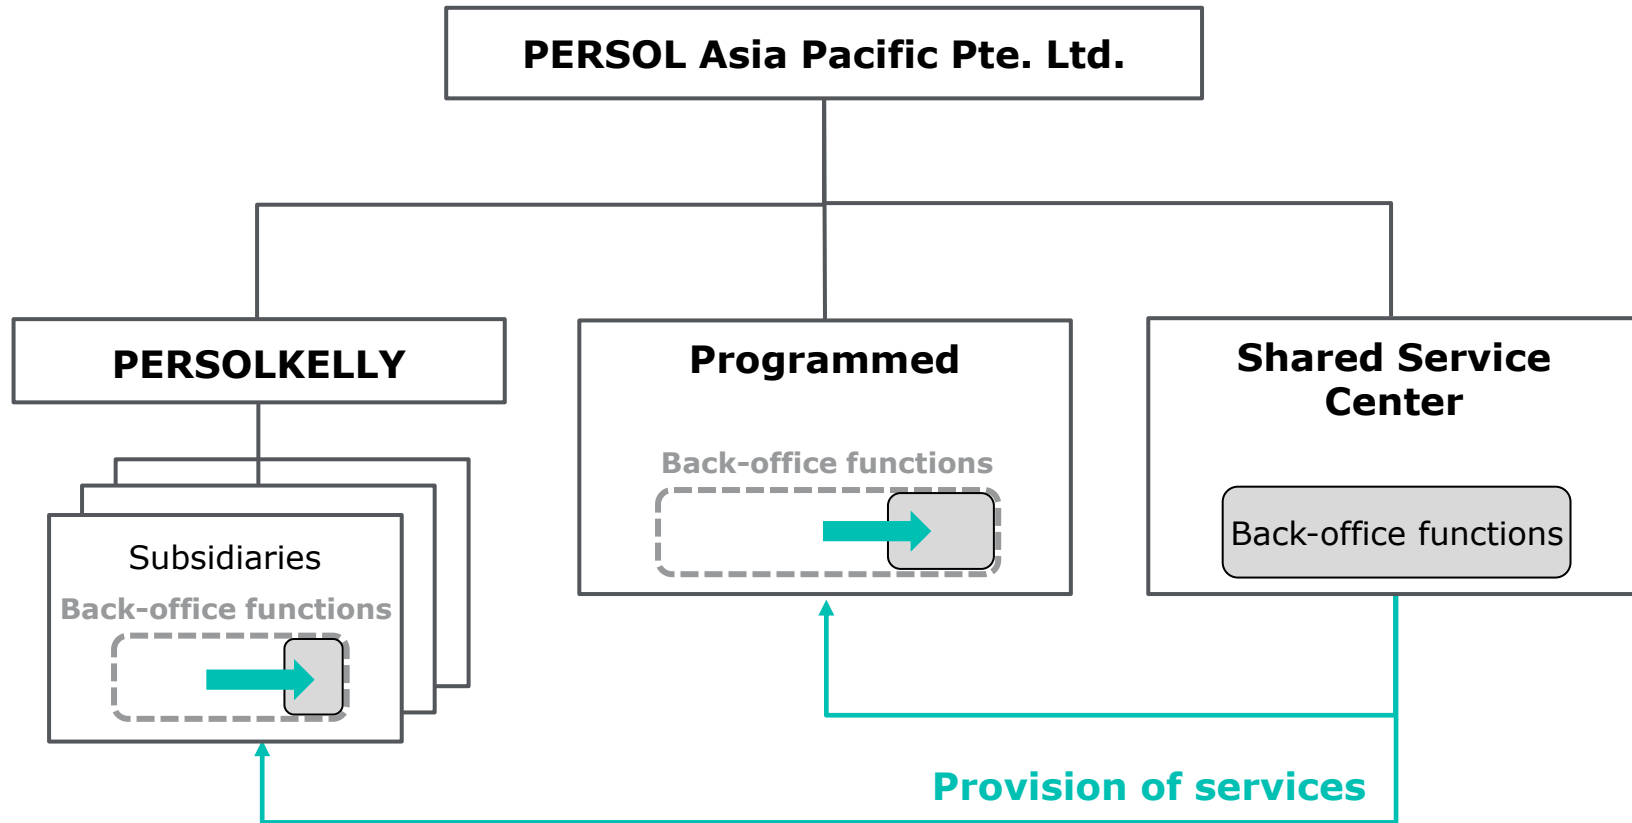 PERSOL Asia Pacific Pte. Ltd.
PERSOLKELLY
Programmed
Shared Service
Center
Back-office functions
Back-office functions
Subsidiaries
Back-office functions
Provision of services